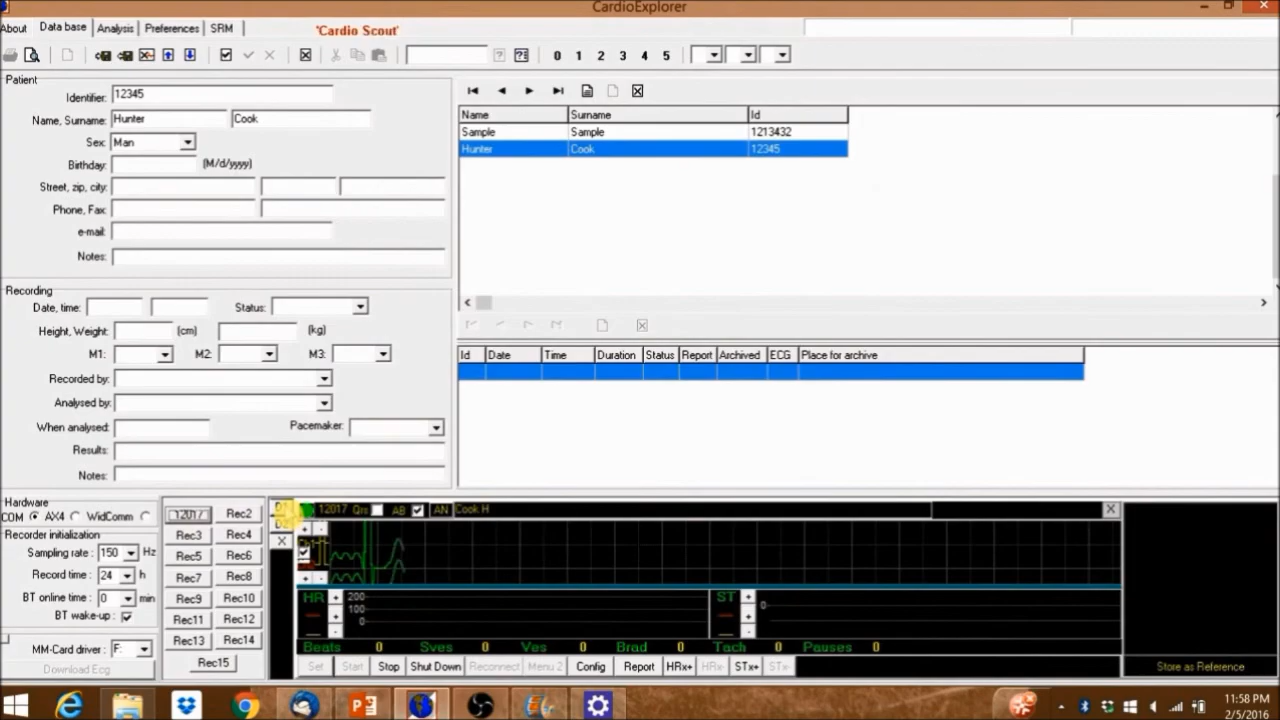 CardioExplorer
About Data base Analysis Preferences SRM 'Cardio Scout'
0 1 2 3 4 5
Patient
Identifier: 12345
Name, Surname: Hunter Cook
Sex: Man
Birthday: (M/d/yyyy)
Street, zip, city:
Phone, Fax:
e-mail:
Notes:
Name Surname Id
Sample Sample 1213432
Hunter Cook 12345
Recording
Date, time: Status:
Height, Weight: (cm) (kg)
M1: M2: M3:
Recorded by:
Analysed by:
When analysed: Pacemaker:
Results:
Notes:
Id Date Time Duration Status Report Archived ECG Place for archive
Hardware
COM AX4 WidComm
Recorder initialization
Sampling rate: 150 Hz
Record time: 24 h
BT online time: 0 min
BT wake-up:
MM-Card driver: F:
Download Ecg
12017 Rec2
Rec3 Rec4
Rec5 Rec6
Rec7 Rec8
Rec9 Rec10
Rec11 Rec12
Rec13 Rec14
Rec15
12017 Qrs AB AN Cook H
Ch1
HR 200 100 0 ST 0
Beats 0 Sves 0 Ves 0 Brad 0 Tach 0 Pauses 0
Set Start Stop Shut Down Reconnect Menu 2 Config Report HRx+ HRx- STx+ STx-
Store as Reference
11:58 PM
2/5/2016